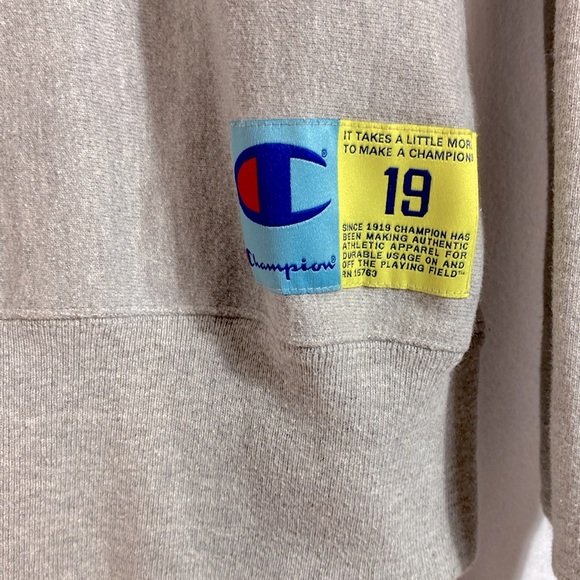 Champion®
IT TAKES A LITTLE MOR
TO MAKE A CHAMPION
19
SINCE 1919 CHAMPION HAS
BEEN MAKING AUTHENTIC
ATHLETIC APPAREL FOR
DURABLE USAGE ON AND
OFF THE PLAYING FIELD™
RN 15763